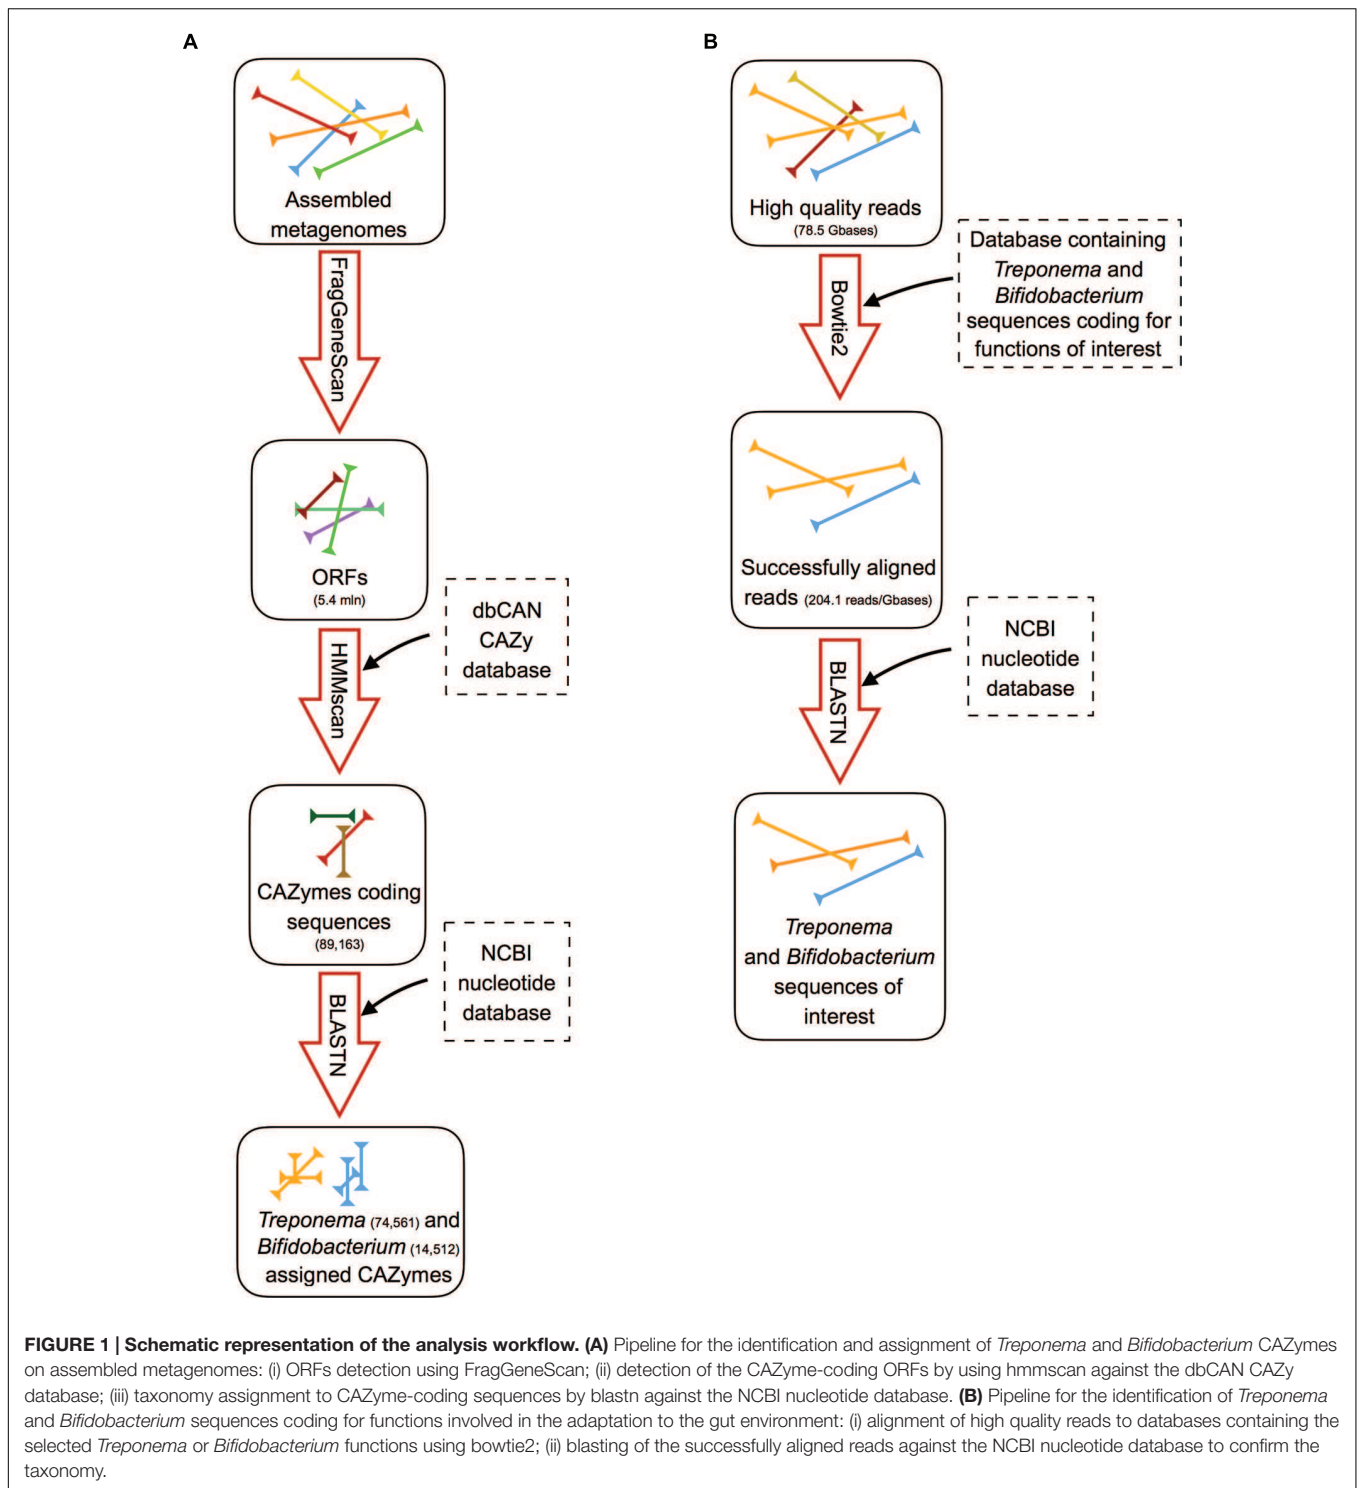 A
Assembled
metagenomes
FragGeneScan
ORFs
(5.4 mln)
HMMscan
dbCAN
CAZy
database
CAZymes coding
sequences
(89,163)
BLASTN
NCBI
nucleotide
database
Treponema (74,561) and
Bifidobacterium (14,512)
assigned CAZymes
B
High quality reads
(78.5 Gbases)
Bowtie2
Database containing
Treponema and
Bifidobacterium
sequences coding for
functions of interest
Successfully aligned
reads (204.1 reads/Gbases)
BLASTN
NCBI
nucleotide
database
Treponema
and Bifidobacterium
sequences of
interest
FIGURE 1 | Schematic representation of the analysis workflow. (A) Pipeline for the identification and assignment of Treponema and Bifidobacterium CAZymes
on assembled metagenomes: (i) ORFs detection using FragGeneScan; (ii) detection of the CAZyme-coding ORFs by using hmmscan against the dbCAN CAZy
database; (iii) taxonomy assignment to CAZyme-coding sequences by blastn against the NCBI nucleotide database. (B) Pipeline for the identification of Treponema
and Bifidobacterium sequences coding for functions involved in the adaptation to the gut environment: (i) alignment of high quality reads to databases containing the
selected Treponema or Bifidobacterium functions using bowtie2; (ii) blasting of the successfully aligned reads against the NCBI nucleotide database to confirm the
taxonomy.